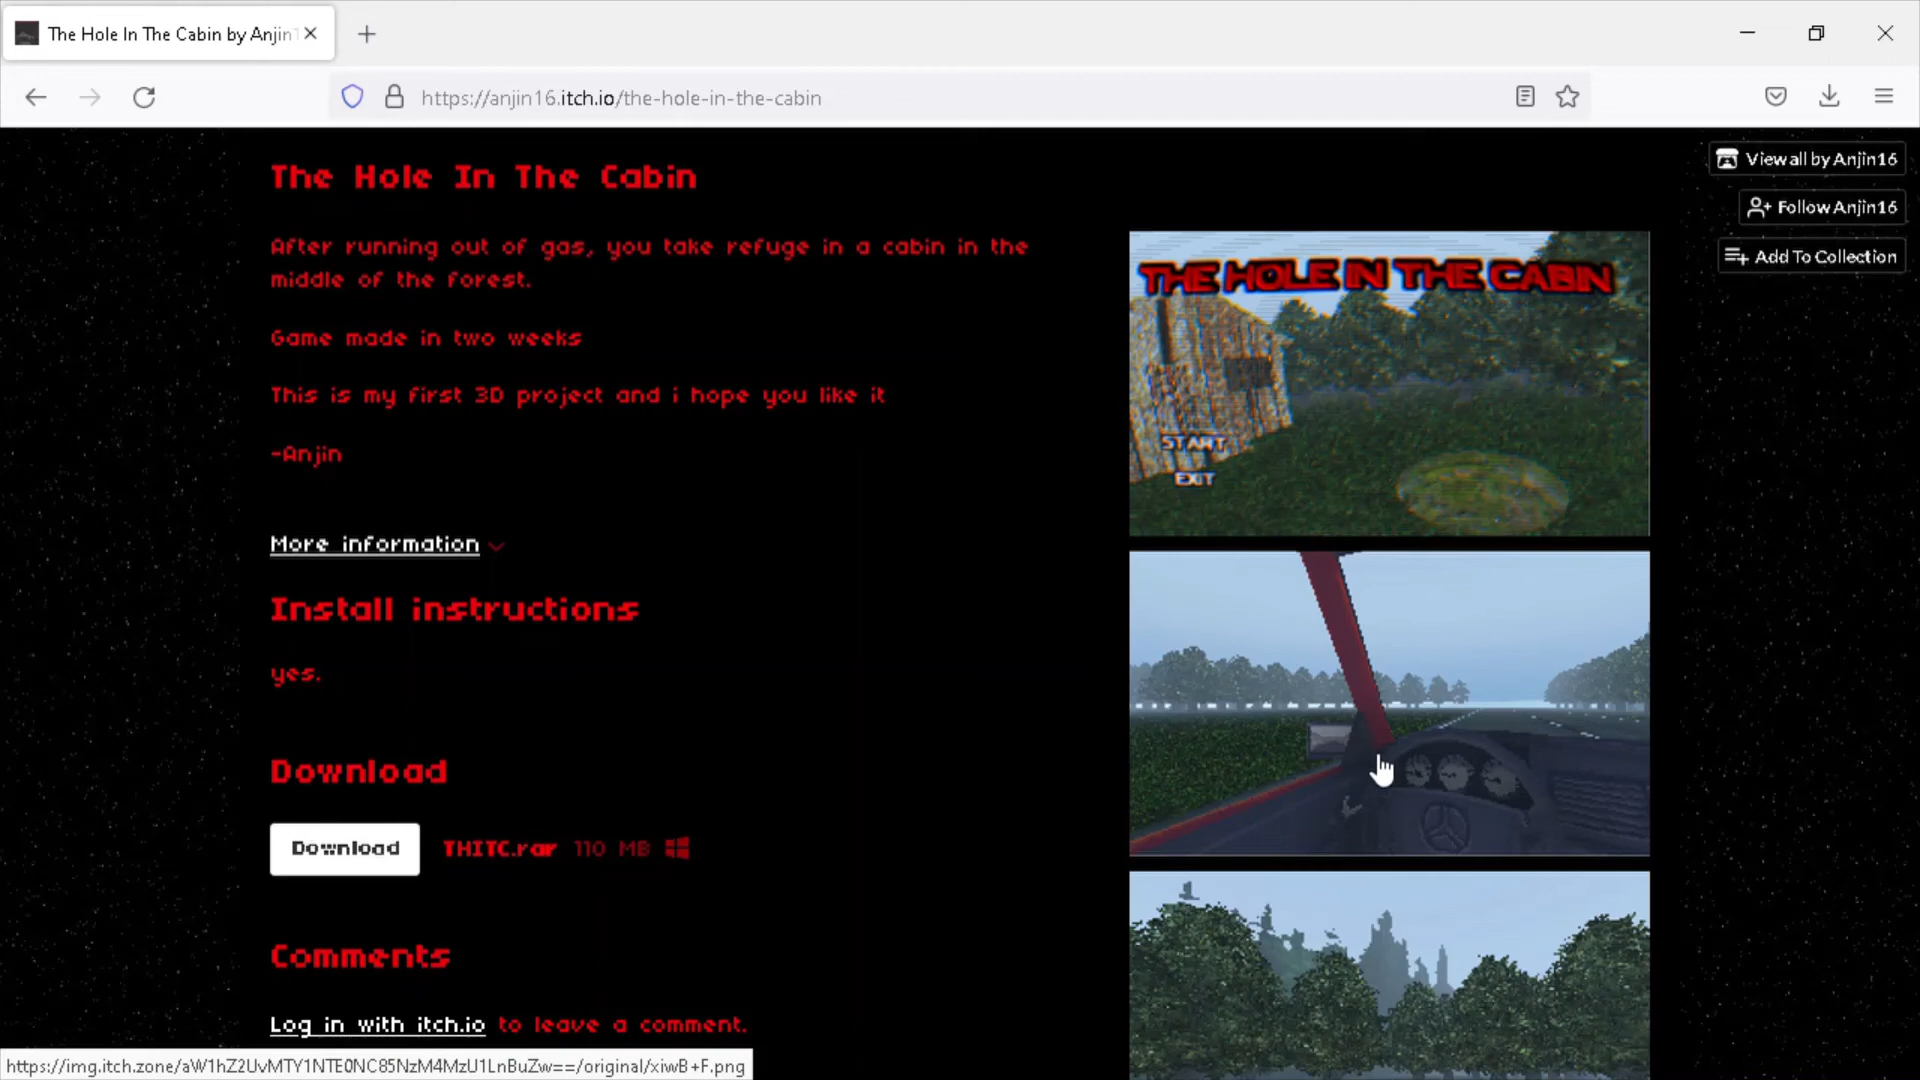 The Hole In The Cabin by Anjin1
https://anjin16.itch.io/the-hole-in-the-cabin
View all by Anjin16
Follow Anjin16
Add To Collection
The Hole In The Cabin
After running out of gas, you take refuge in a cabin in the
middle of the forest.
Game made in two weeks
This is my first 3D project and i hope you like it
-Anjin
More information
Install instructions
yes.
Download
Download THITC.rar 110 MB
Comments
Log in with itch.io to leave a comment.
THE HOLE IN THE CABIN
START
EXIT
https://img.itch.zone/aW1hZ2UvMTY1NTE0NC85NzM4MzU1LnBuZw==/original/xiwB+F.png